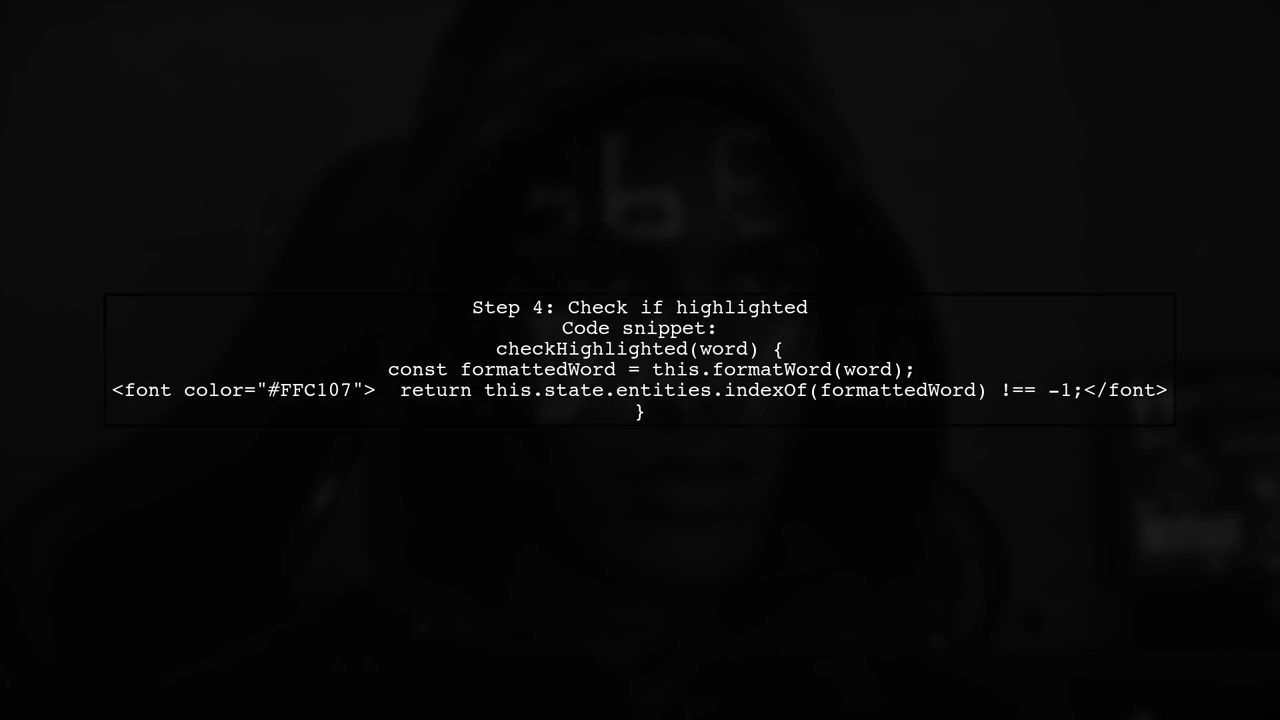 Step 4: Check if highlighted
Code snippet:
checkHighlighted(word) {
const formattedWord = this.formatWord(word);
<font color="#FFC107">  return this.state.entities.indexOf(formattedWord) !== -1;</font>
}